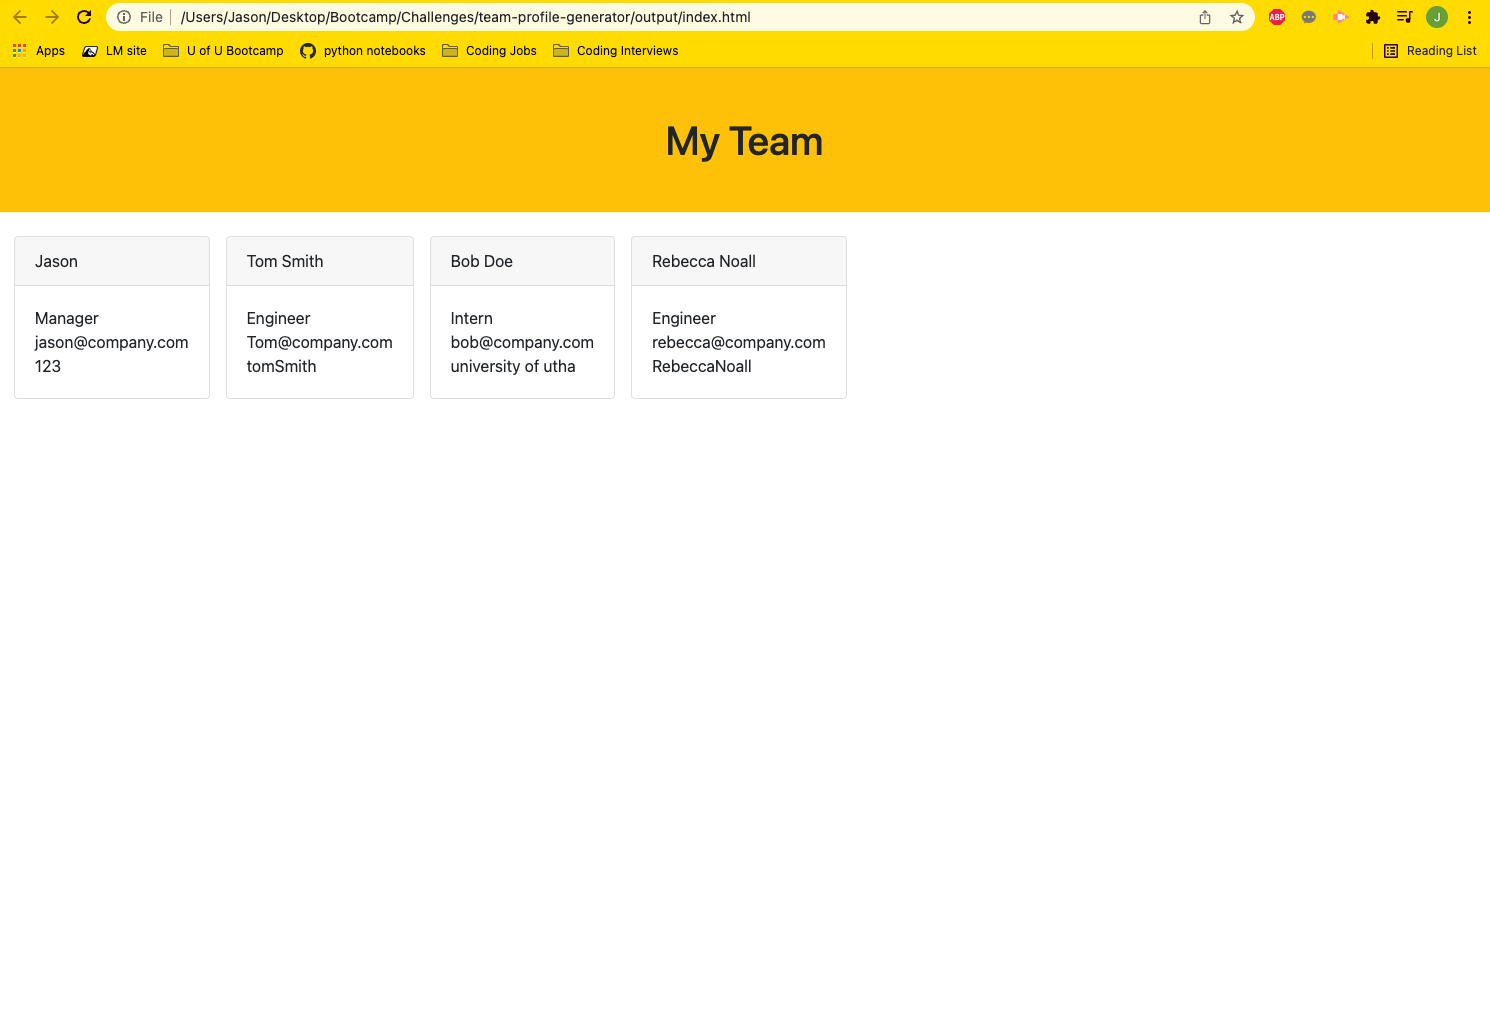 File /Users/Jason/Desktop/Bootcamp/Challenges/team-profile-generator/output/index.html ABP J
Apps LM site U of U Bootcamp python notebooks Coding Jobs Coding Interviews Reading List
My Team
Jason
Manager
jason@company.com
123
Tom Smith
Engineer
Tom@company.com
tomSmith
Bob Doe
Intern
bob@company.com
university of utha
Rebecca Noall
Engineer
rebecca@company.com
RebeccaNoall